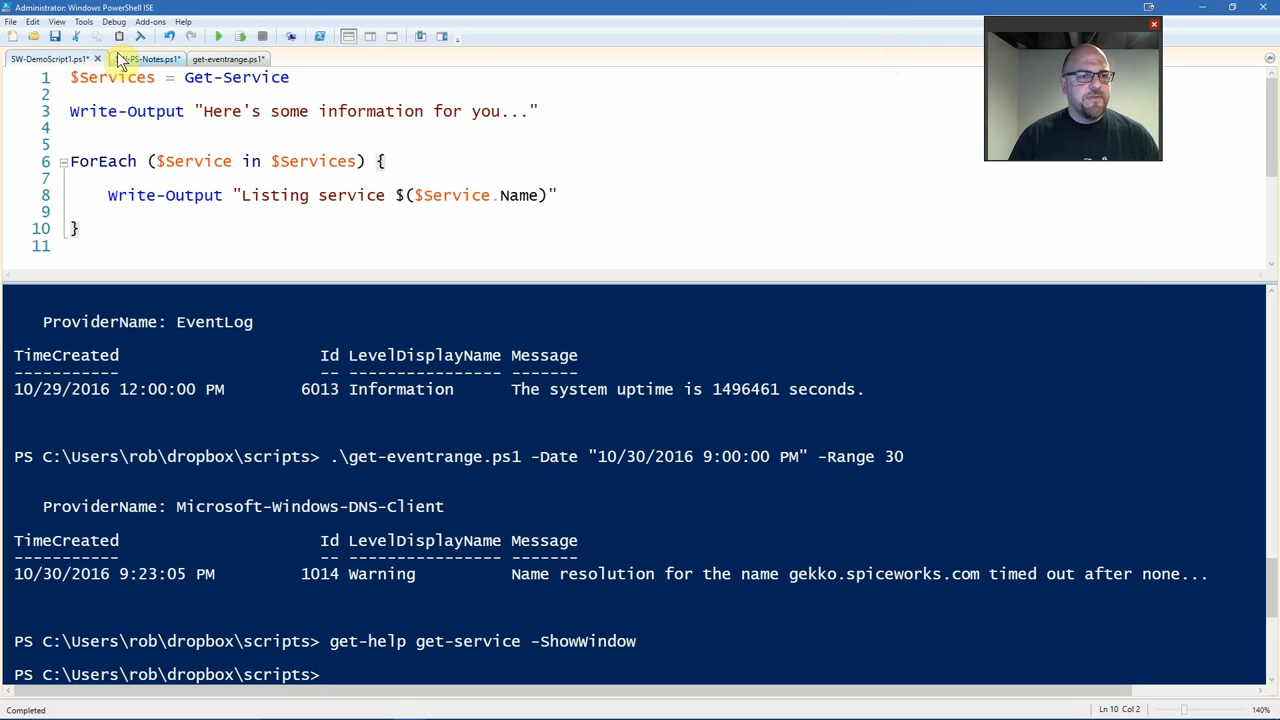 Administrator: Windows PowerShell ISE
File Edit View Tools Debug Add-ons Help
SW-DemoScript1.ps1* -PS-Notes.ps1* get-eventrange.ps1*
1 $Services = Get-Service
2
3 Write-Output "Here's some information for you..."
4
5
6 ForEach ($Service in $Services) {
7
8 Write-Output "Listing service $($Service.Name)"
9
10 }
11
ProviderName: EventLog
TimeCreated Id LevelDisplayName Message
----------- -- ---------------- -------
10/29/2016 12:00:00 PM 6013 Information The system uptime is 1496461 seconds.
PS C:\Users\rob\dropbox\scripts> .\get-eventrange.ps1 -Date "10/30/2016 9:00:00 PM" -Range 30
ProviderName: Microsoft-Windows-DNS-Client
TimeCreated Id LevelDisplayName Message
----------- -- ---------------- -------
10/30/2016 9:23:05 PM 1014 Warning Name resolution for the name gekko.spiceworks.com timed out after none...
PS C:\Users\rob\dropbox\scripts> get-help get-service -ShowWindow
PS C:\Users\rob\dropbox\scripts>
Completed Ln 10 Col 2 140%